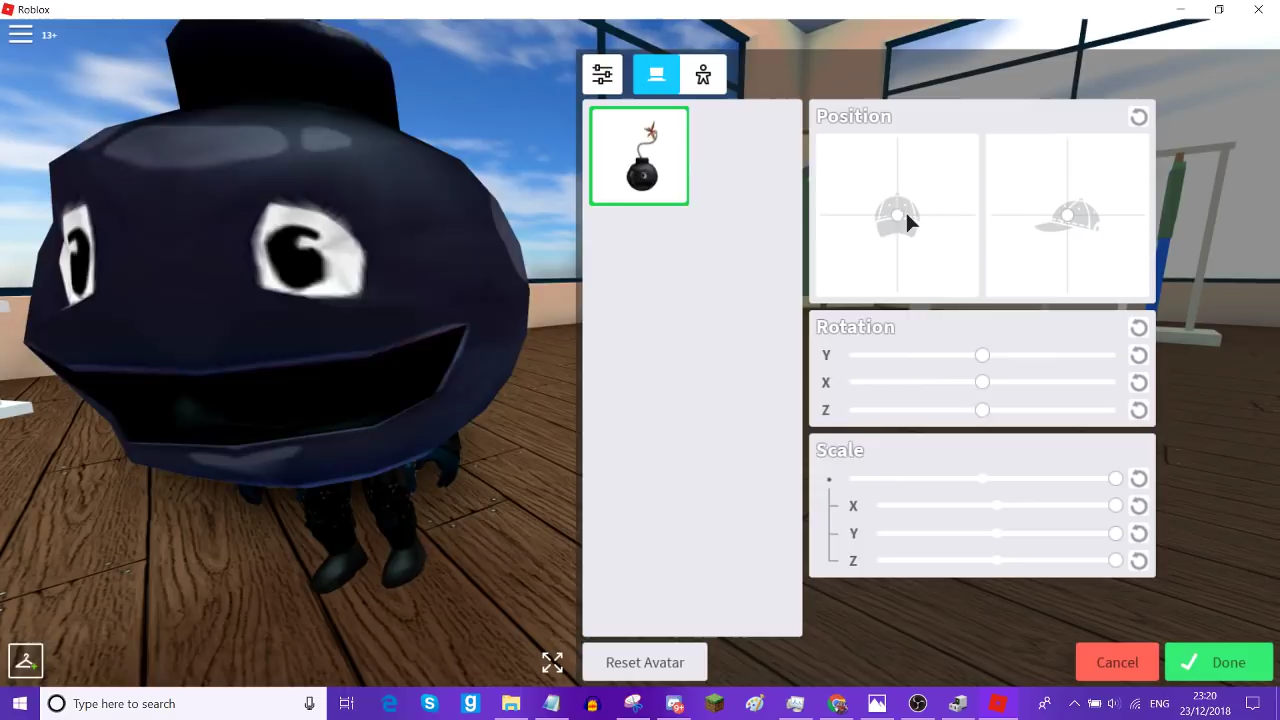 Roblox
13+
Position
Rotation
Y
X
Z
Scale
X
Y
Z
Reset Avatar
Cancel
Done
Type here to search
9+
ENG
23:20
23/12/2018